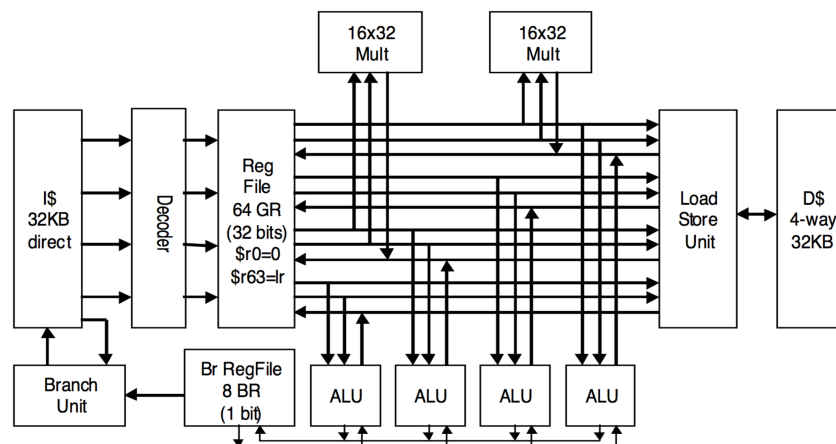 16x32
Mult
16x32
Mult
I$
32KB
direct
Decoder
Reg
File
64 GR
(32 bits)
$r0=0
$r63=lr
Load
Store
Unit
D$
4-way
32KB
Branch
Unit
Br RegFile
8 BR
(1 bit)
ALU
ALU
ALU
ALU